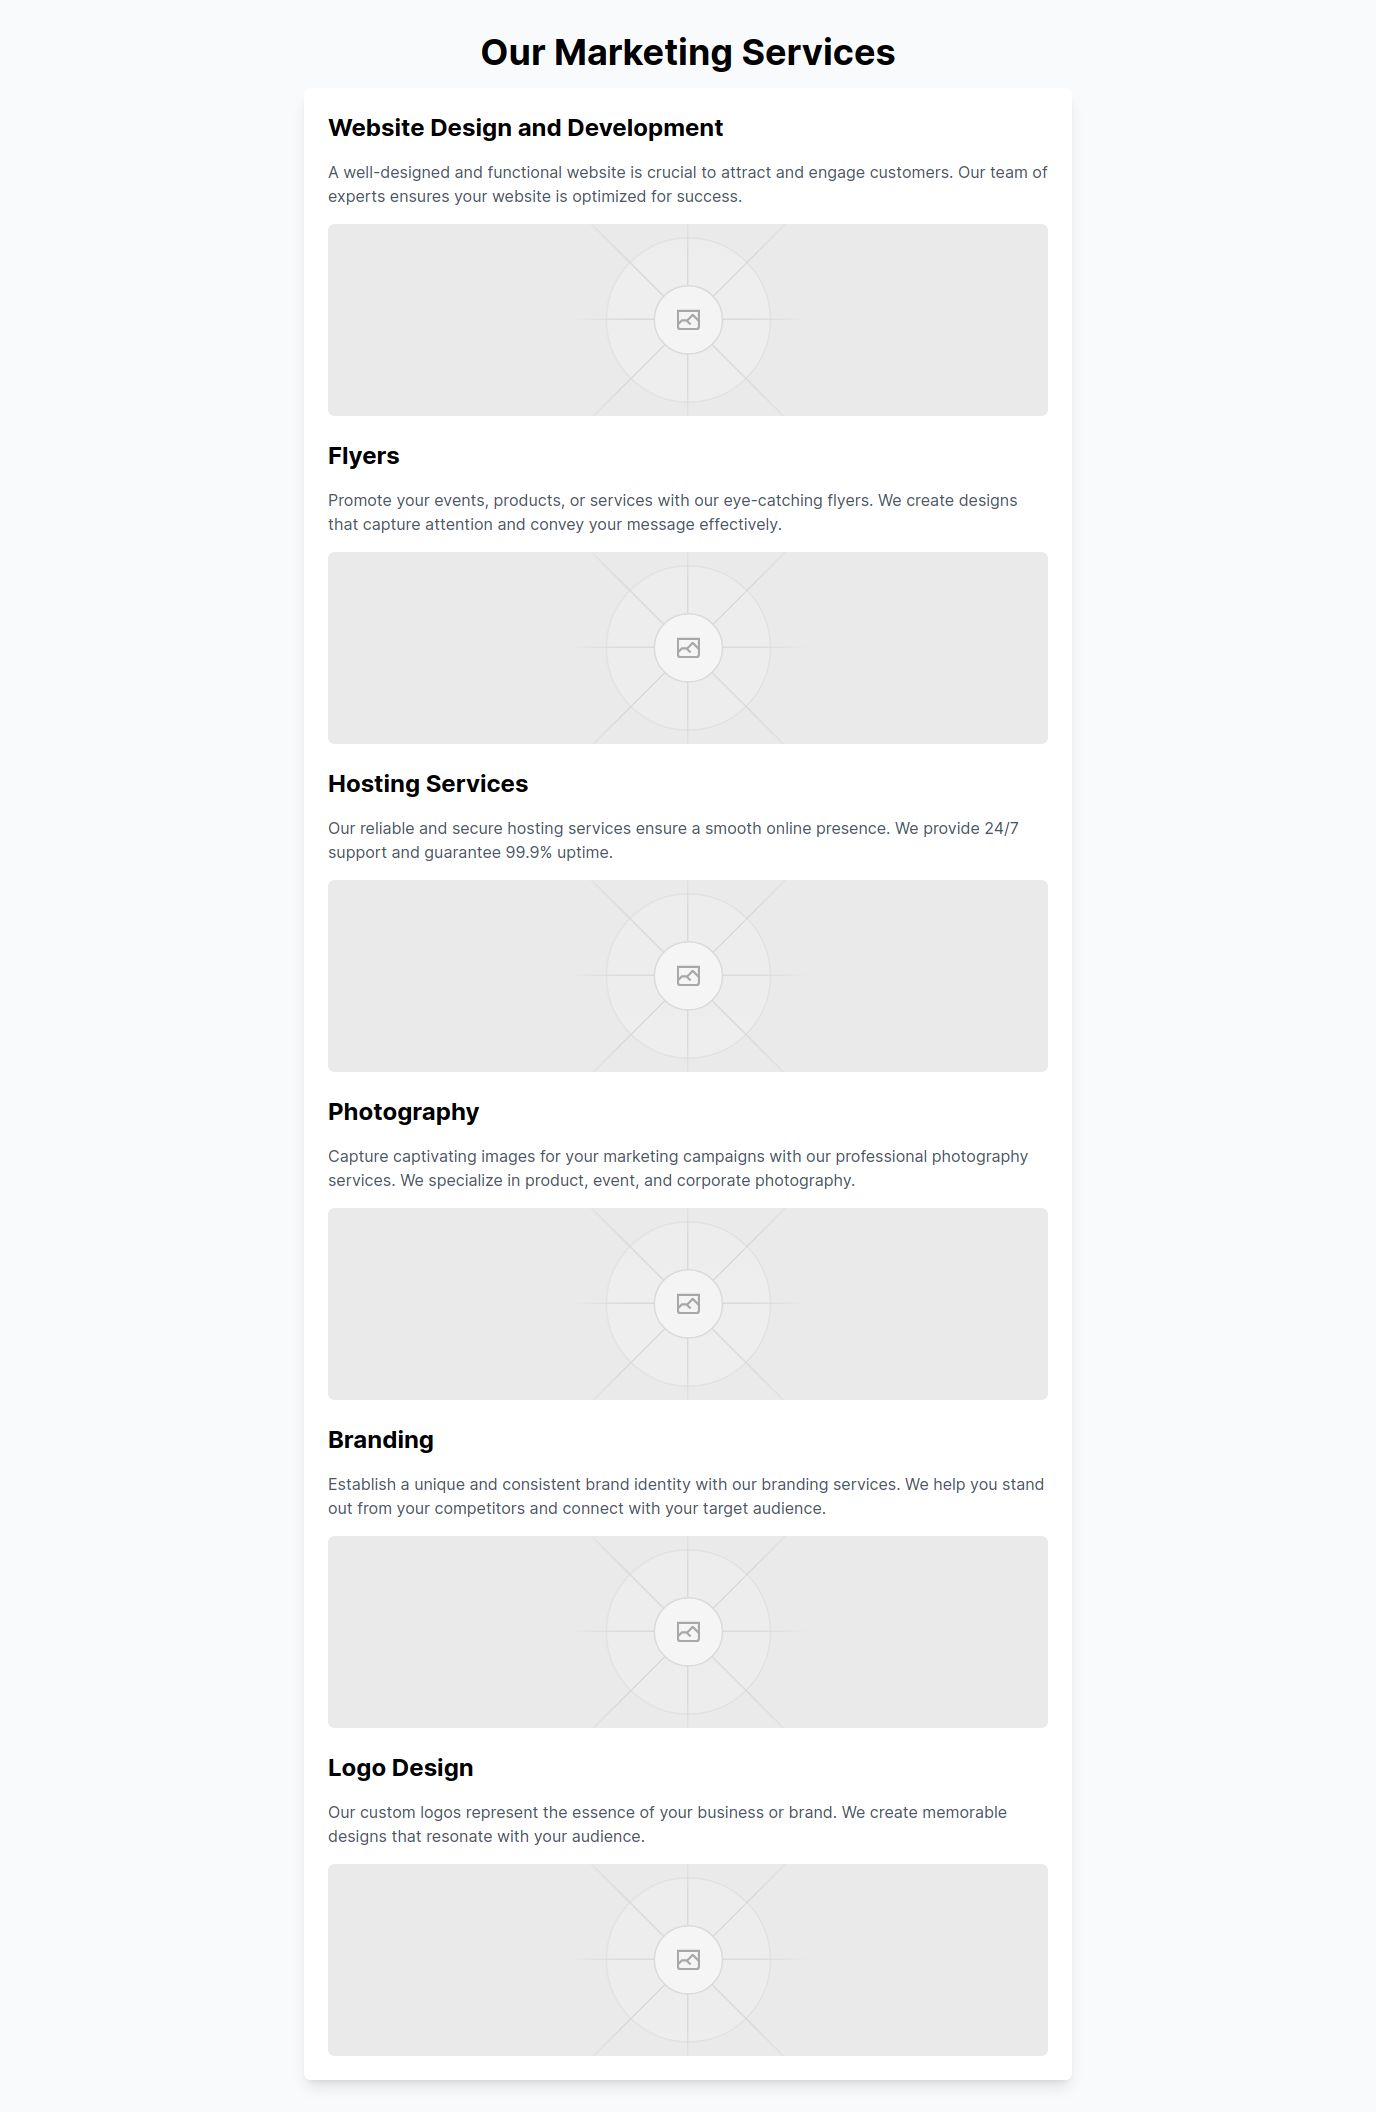 Our Marketing Services
Website Design and Development
A well-designed and functional website is crucial to attract and engage customers. Our team of
experts ensures your website is optimized for success.
Flyers
Promote your events, products, or services with our eye-catching flyers. We create designs
that capture attention and convey your message effectively.
Hosting Services
Our reliable and secure hosting services ensure a smooth online presence. We provide 24/7
support and guarantee 99.9% uptime.
Photography
Capture captivating images for your marketing campaigns with our professional photography
services. We specialize in product, event, and corporate photography.
Branding
Establish a unique and consistent brand identity with our branding services. We help you stand
out from your competitors and connect with your target audience.
Logo Design
Our custom logos represent the essence of your business or brand. We create memorable
designs that resonate with your audience.